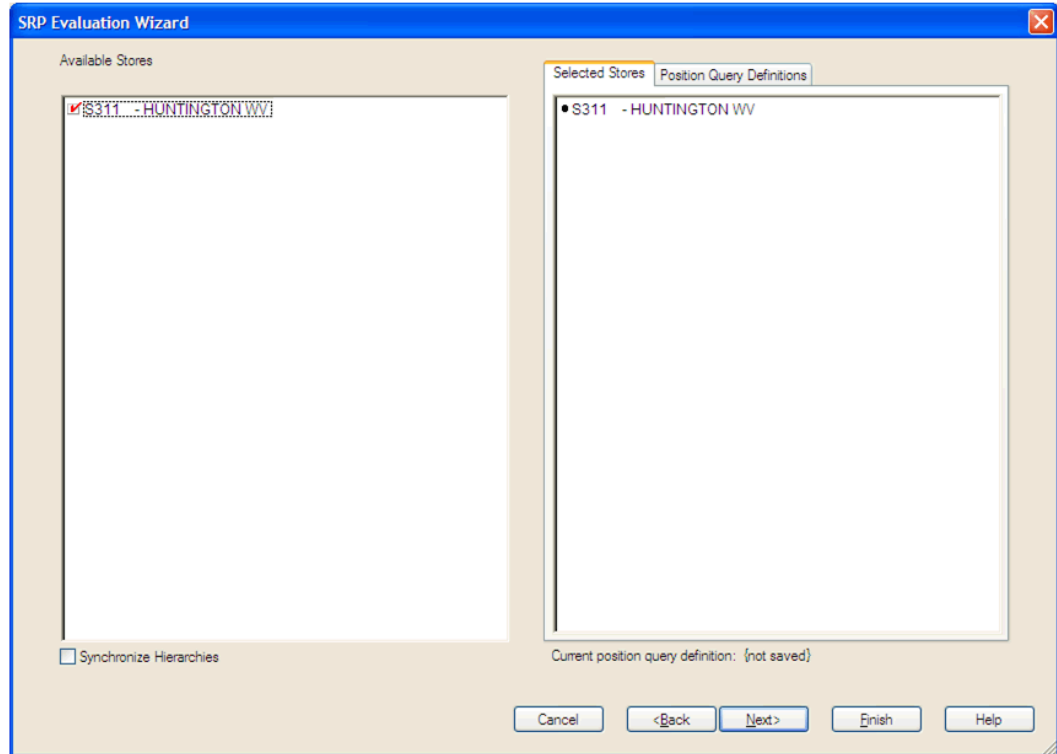 SRP Evaluation Wizard
Available Stores
S311 - HUNTINGTON WV
Synchronize Hierarchies
Selected Stores
Position Query Definitions
S311 - HUNTINGTON WV
Current position query definition: {not saved}
Cancel
<Back
Next>
Finish
Help